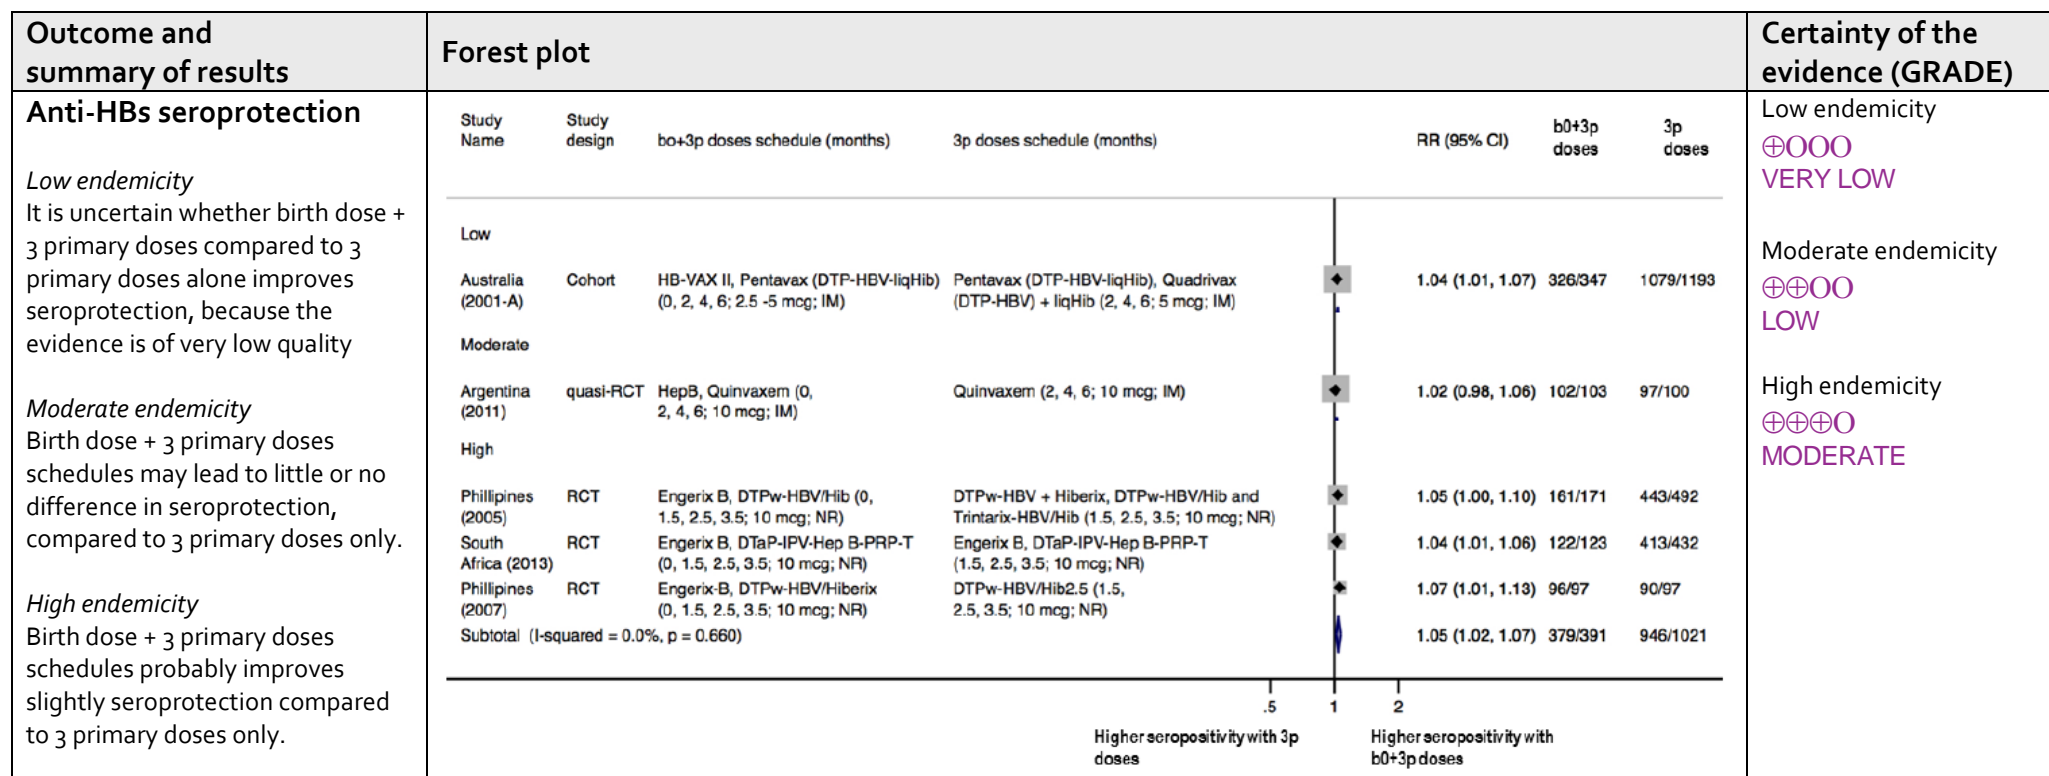 Outcome and
summary of results
Forest plot
Certainty of the
evidence (GRADE)
Anti-HBs seroprotection
Low endemicity
It is uncertain whether birth dose +
3 primary doses compared to 3
primary doses alone improves
seroprotection, because the
evidence is of very low quality
Moderate endemicity
Birth dose + 3 primary doses
schedules may lead to little or no
difference in seroprotection,
compared to 3 primary doses only.
High endemicity
Birth dose + 3 primary doses
schedules probably improves
slightly seroprotection compared
to 3 primary doses only.
Study Name Study design bo+3p doses schedule (months) 3p doses schedule (months) RR (95% CI) b0+3p doses 3p doses
Low
Australia Cohort HB-VAX II, Pentavax (DTP-HBV-liqHib) Pentavax (DTP-HBV-liqHib), Quadrivax 1.04 (1.01, 1.07) 326/347 1079/1193
(2001-A) (0, 2, 4, 6; 2.5 -5 mcg; IM) (DTP-HBV) + liqHib (2, 4, 6; 5 mcg; IM)
Moderate
Argentina quasi-RCT HepB, Quinvaxem (0, Quinvaxem (2, 4, 6; 10 mcg; IM) 1.02 (0.98, 1.06) 102/103 97/100
(2011) 2, 4, 6; 10 mcg; IM)
High
Phillipines RCT Engerix B, DTPw-HBV/Hib (0, DTPw-HBV + Hiberix, DTPw-HBV/Hib and 1.05 (1.00, 1.10) 161/171 443/492
(2005) 1.5, 2.5, 3.5; 10 mcg; NR) Trintarix-HBV/Hib (1.5, 2.5, 3.5; 10 mcg; NR)
South RCT Engerix B, DTaP-IPV-Hep B-PRP-T Engerix B, DTaP-IPV-Hep B-PRP-T 1.04 (1.01, 1.06) 122/123 413/432
Africa (2013) (0, 1.5, 2.5, 3.5; 10 mcg; NR) (1.5, 2.5, 3.5; 10 mcg; NR)
Phillipines RCT Engerix-B, DTPw-HBV/Hiberix DTPw-HBV/Hib2.5 (1.5, 1.07 (1.01, 1.13) 96/97 90/97
(2007) (0, 1.5, 2.5, 3.5; 10 mcg; NR) 2.5, 3.5; 10 mcg; NR)
Subtotal (I-squared = 0.0%, p = 0.660) 1.05 (1.02, 1.07) 379/391 946/1021
.5 1 2
Higher seropositivity with 3p
doses
Higher seropositivity with
b0+3p doses
Low endemicity
⊕OOO
VERY LOW
Moderate endemicity
⊕⊕OO
LOW
High endemicity
⊕⊕⊕O
MODERATE